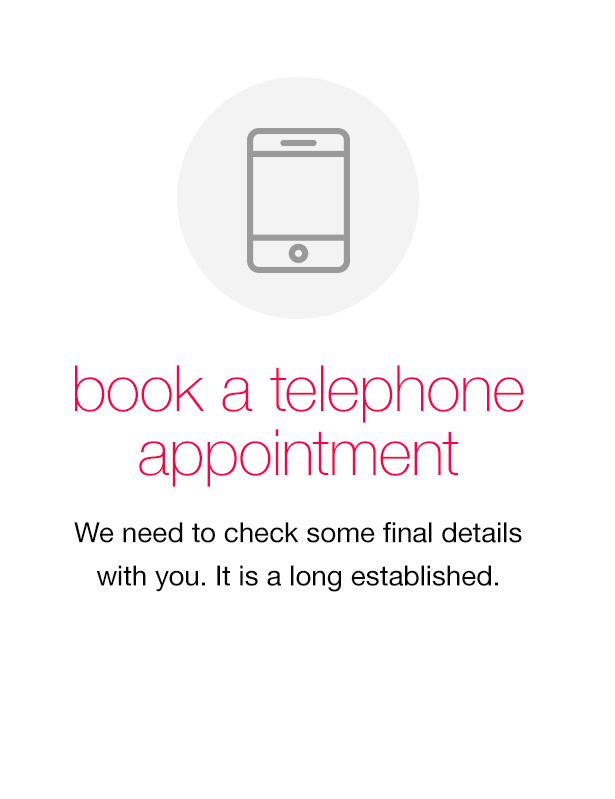 book a telephone
appointment
We need to check some final details
with you. It is a long established.